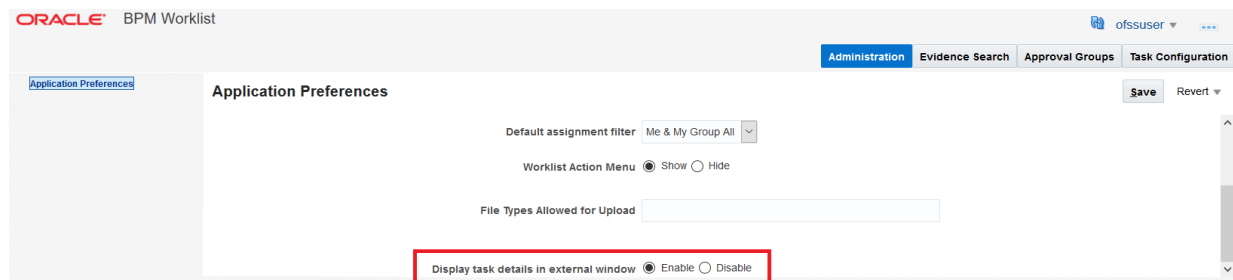 ORACLE® BPM Worklist
ofssuser
Administration Evidence Search Approval Groups Task Configuration
Application Preferences
Application Preferences
Save Revert
Default assignment filter Me & My Group All
Worklist Action Menu Show Hide
File Types Allowed for Upload
Display task details in external window Enable Disable